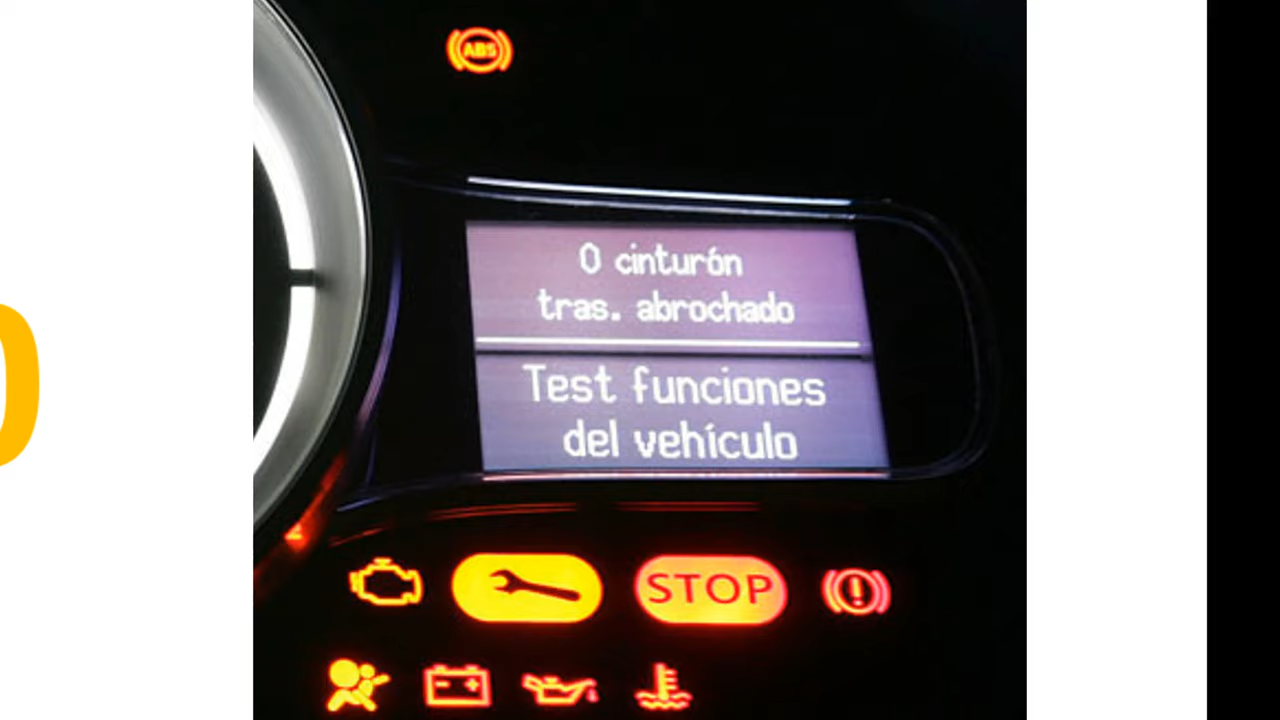 ABS
0 cinturón
tras. abrochado
Test funciones
del vehículo
STOP